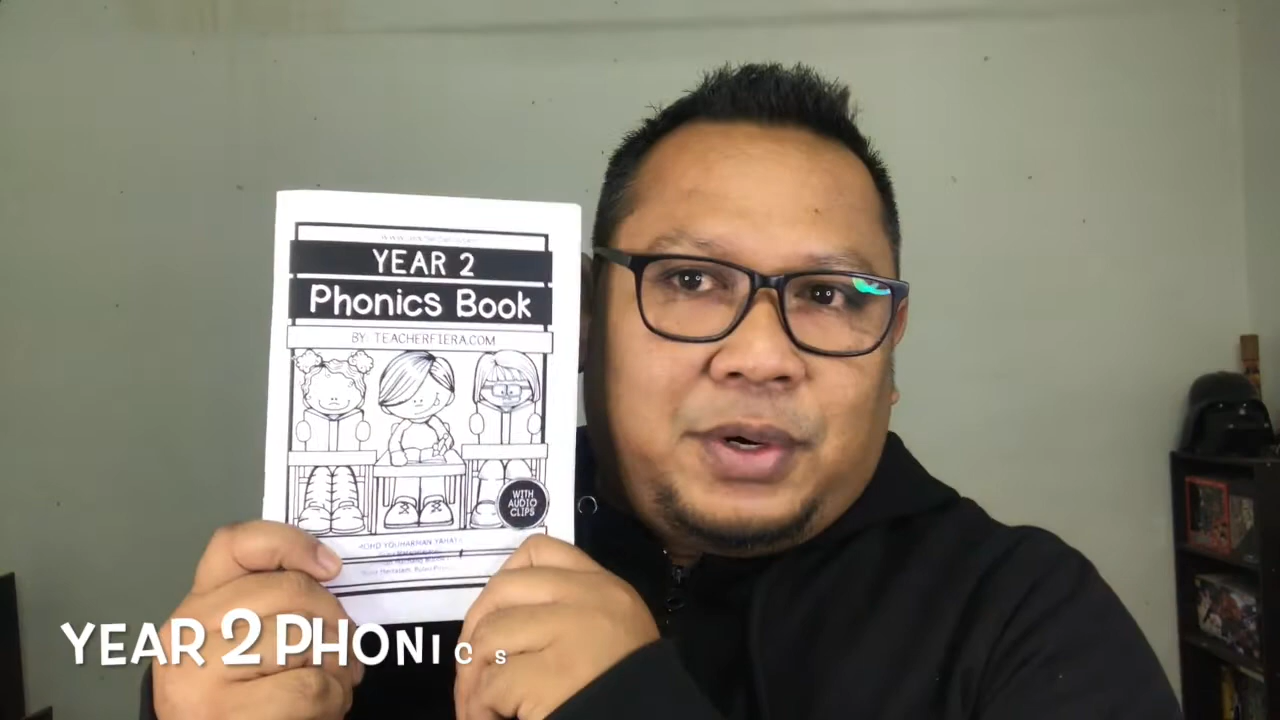 YEAR 2
Phonics Book
BY: TEACHERFIERA.COM
WITH
AUDIO
CLIPS
YEAR 2 PHONICS